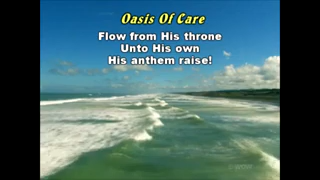 Oasis Of Care
Flow from His throne
Unto His own
His anthem raise!